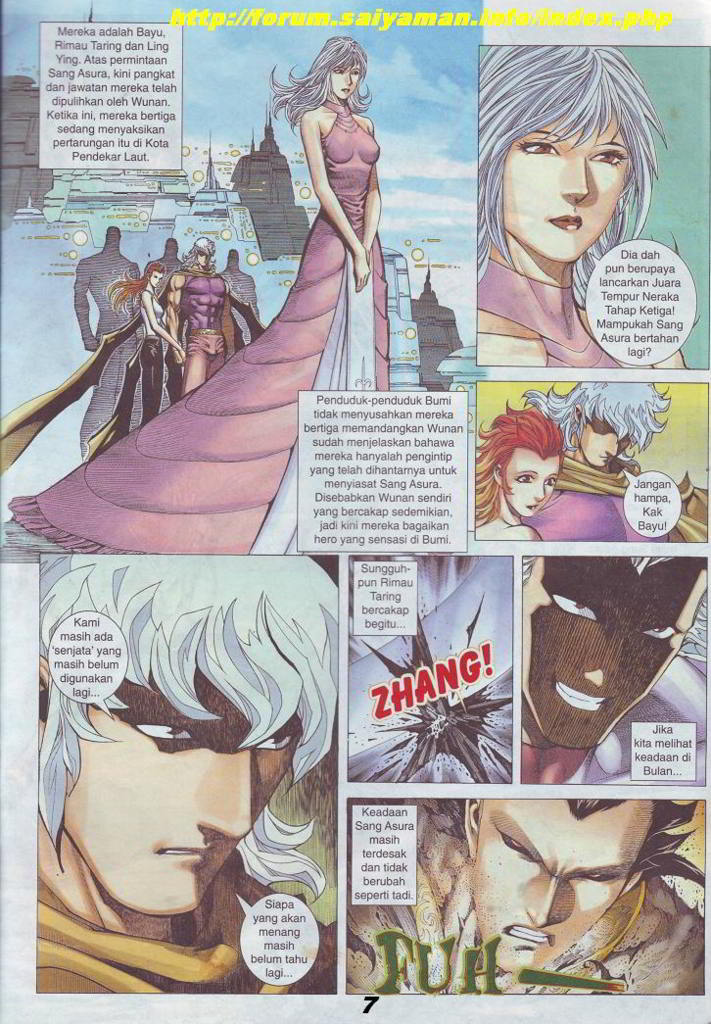 http://forum.saiyaman.info/index.php
Mereka adalah Bayu,
Rimau Taring dan Ling
Ying. Atas permintaan
Sang Asura, kini pangkat
dan jawatan mereka telah
dipulihkan oleh Wunan.
Ketika ini, mereka bertiga
sedang menyaksikan
pertarungan itu di Kota
Pendekar Laut.
Dia dah
pun berupaya
lancarkan Juara
Tempur Neraka
Tahap Ketiga!
Mampukah Sang
Asura bertahan
lagi?
Penduduk-penduduk Bumi
tidak menyusahkan mereka
bertiga memandangkan Wunan
sudah menjelaskan bahawa
mereka hanyalah pengintip
yang telah dihantarnya untuk
menyiasat Sang Asura.
Disebabkan Wunan sendiri
yang bercakap sedemikian,
jadi kini mereka bagaikan
hero yang sensasi di Bumi.
Jangan
hampa,
Kak
Bayu!
Kami
masih ada
'senjata' yang
masih belum
digunakan
lagi...
Siapa
yang akan
menang
masih
belum tahu
lagi...
Sungguh-
pun Rimau
Taring
bercakap
begitu...
ZHANG!
Jika
kita melihat
keadaan di
Bulan...
Keadaan
Sang Asura
masih
terdesak
dan tidak
berubah
seperti tadi.
FUH
7